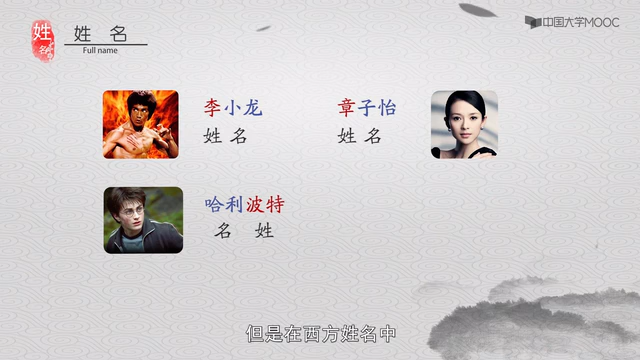 姓名
姓 名
Full name
中国大学MOOC
李小龙
姓 名
章子怡
姓 名
哈利波特
名 姓
但是在西方姓名中